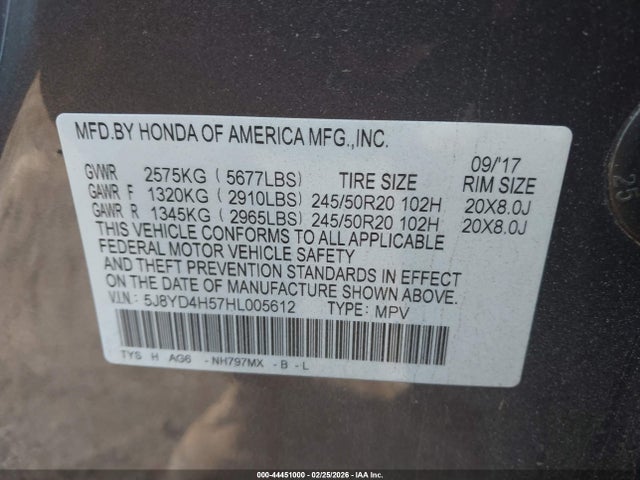 MFD.BY HONDA OF AMERICA MFG.,INC.
09/'17
GVWR 2575KG ( 5677LBS) TIRE SIZE RIM SIZE
GAWR F 1320KG ( 2910LBS) 245/50R20 102H 20X8.0J
GAWR R 1345KG ( 2965LBS) 245/50R20 102H 20X8.0J
THIS VEHICLE CONFORMS TO ALL APPLICABLE
FEDERAL MOTOR VEHICLE SAFETY
AND THEFT PREVENTION STANDARDS IN EFFECT
ON THE DATE OF MANUFACTURE SHOWN ABOVE.
V.I.N.: 5J8YD4H57HL005612 TYPE: MPV
TYS H AG6 - NH797MX - B - L
000-44451000 - 02/25/2026 - IAA Inc.